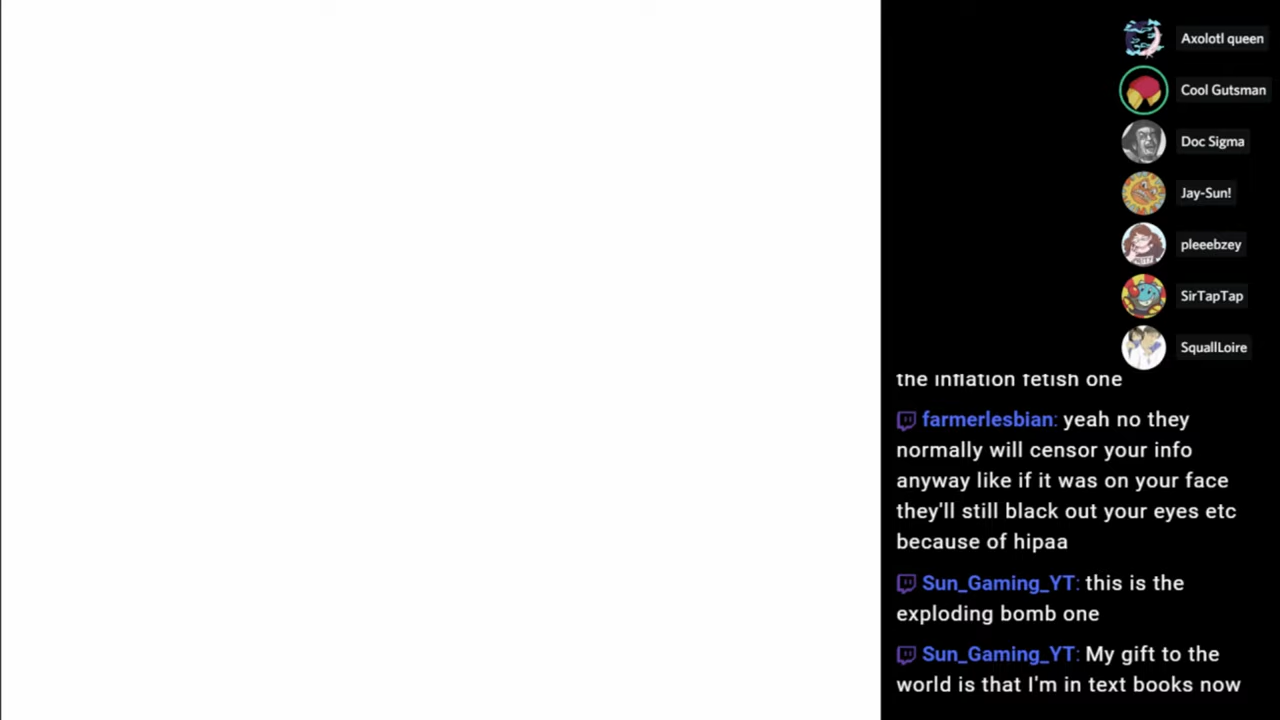 Axolotl queen
Cool Gutsman
Doc Sigma
Jay-Sun!
pleeebzey
SirTapTap
SquallLoire
the inflation fetish one
farmerlesbian: yeah no they
normally will censor your info
anyway like if it was on your face
they'll still black out your eyes etc
because of hipaa
Sun_Gaming_YT: this is the
exploding bomb one
Sun_Gaming_YT: My gift to the
world is that I'm in text books now